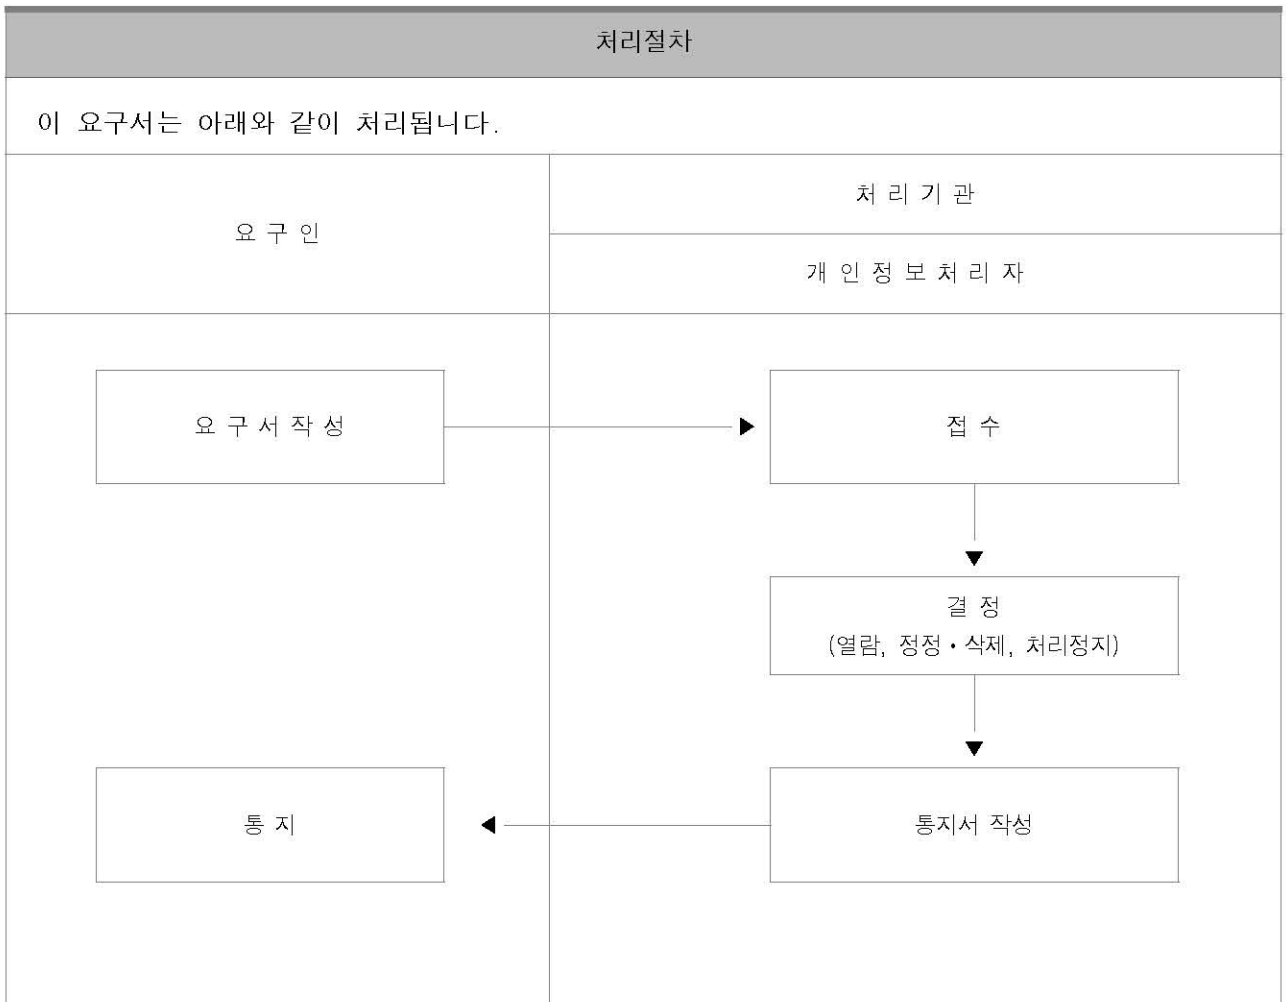 처리절차
이 요구서는 아래와 같이 처리됩니다.
요 구 인
처 리 기 관
개 인 정 보 처 리 자
요 구 서 작 성
접 수
결 정
(열람, 정정・삭제, 처리정지)
통 지
통지서 작성